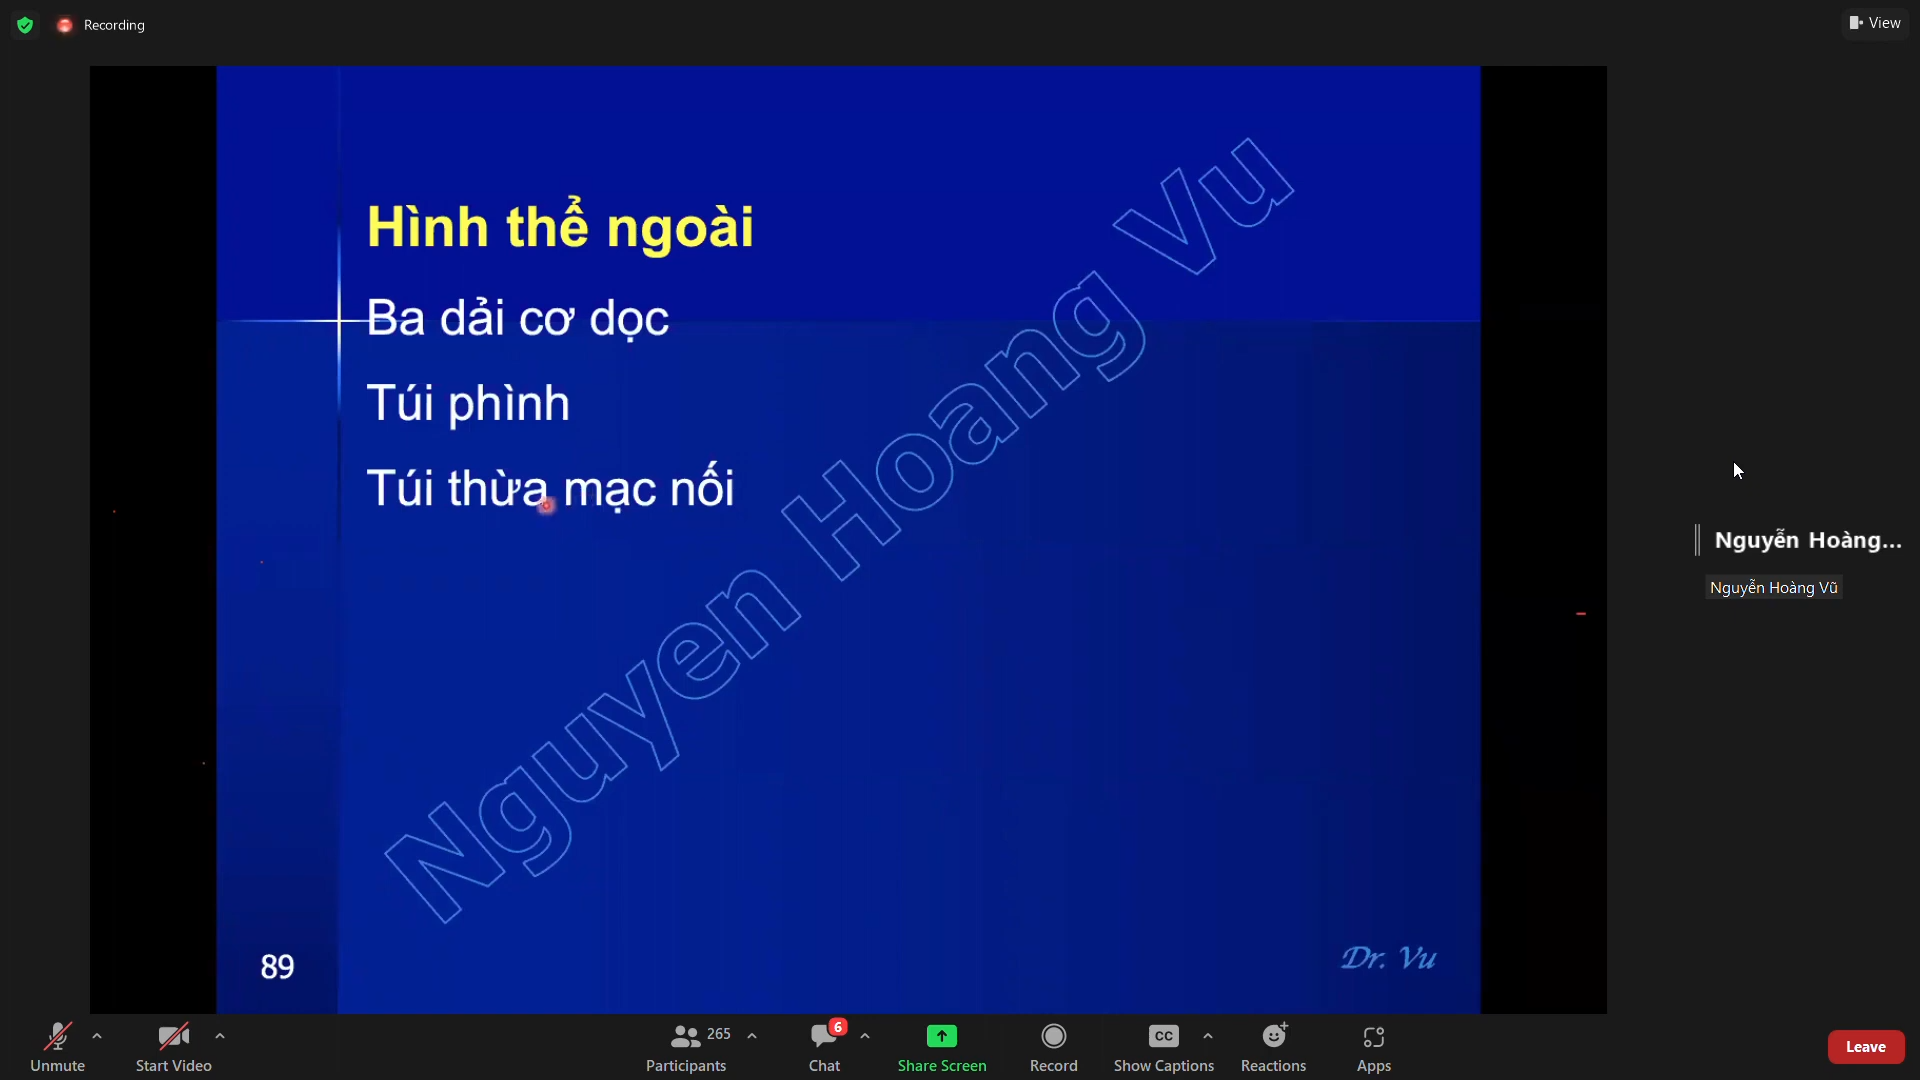 Recording
View
Hình thể ngoài
Ba dải cơ dọc
Túi phình
Túi thừa mạc nối
Nguyen Hoang Vu
Nguyễn Hoàng...
Nguyễn Hoàng Vũ
89
Dr. Vu
Unmute
Start Video
265
Participants
6
Chat
Share Screen
Record
CC
Show Captions
Reactions
Apps
Leave